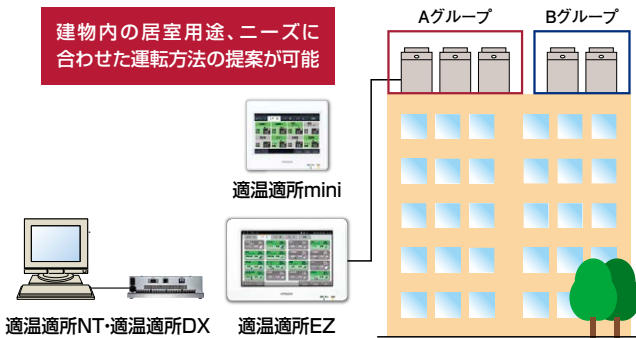 建物内の居室用途、ニーズに
合わせた運転方法の提案が可能
Aグループ
Bグループ
適温適所mini
適温適所NT・適温適所DX
適温適所EZ